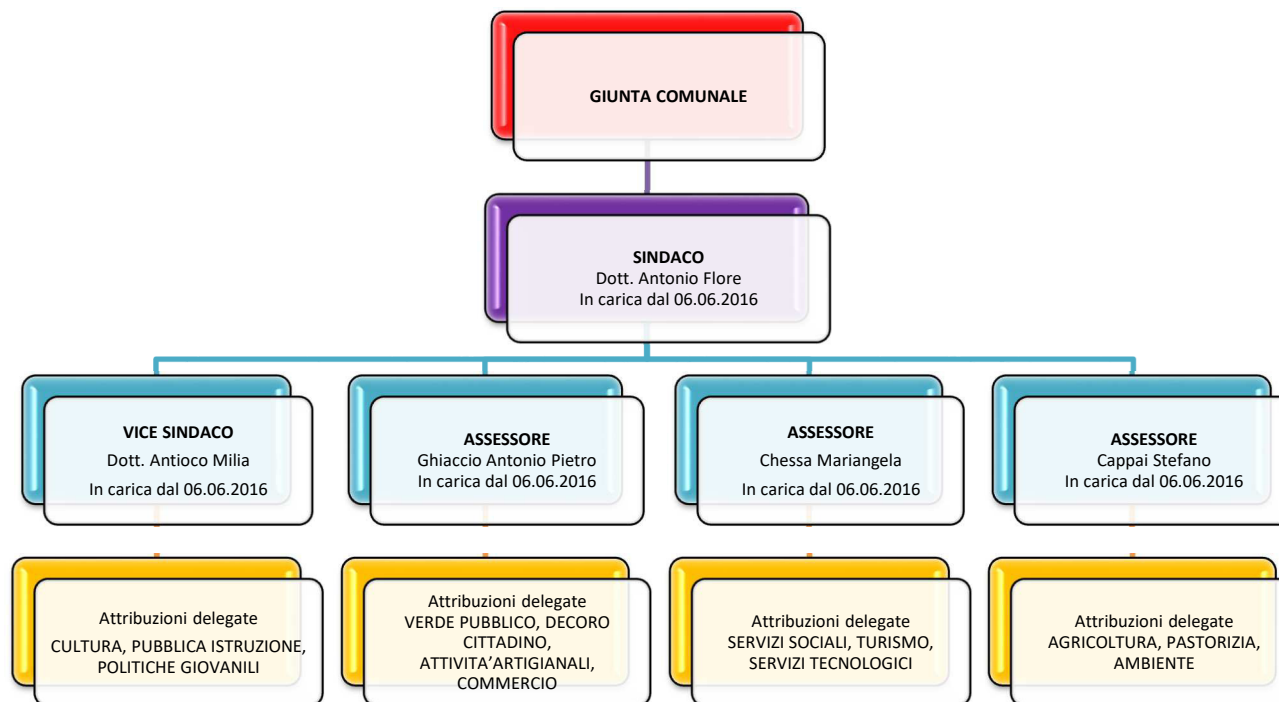 GIUNTA COMUNALE
SINDACO
Dott. Antonio Flore
In carica dal 06.06.2016
VICE SINDACO
Dott. Antioco Milia
In carica dal 06.06.2016
ASSESSORE
Ghiaccio Antonio Pietro
In carica dal 06.06.2016
ASSESSORE
Chessa Mariangela
In carica dal 06.06.2016
ASSESSORE
Cappai Stefano
In carica dal 06.06.2016
Attribuzioni delegate
CULTURA, PUBBLICA ISTRUZIONE,
POLITICHE GIOVANILI
Attribuzioni delegate
VERDE PUBBLICO, DECORO
CITTADINO,
ATTIVITA’ARTIGIANALI,
COMMERCIO
Attribuzioni delegate
SERVIZI SOCIALI, TURISMO,
SERVIZI TECNOLOGICI
Attribuzioni delegate
AGRICOLTURA, PASTORIZIA,
AMBIENTE